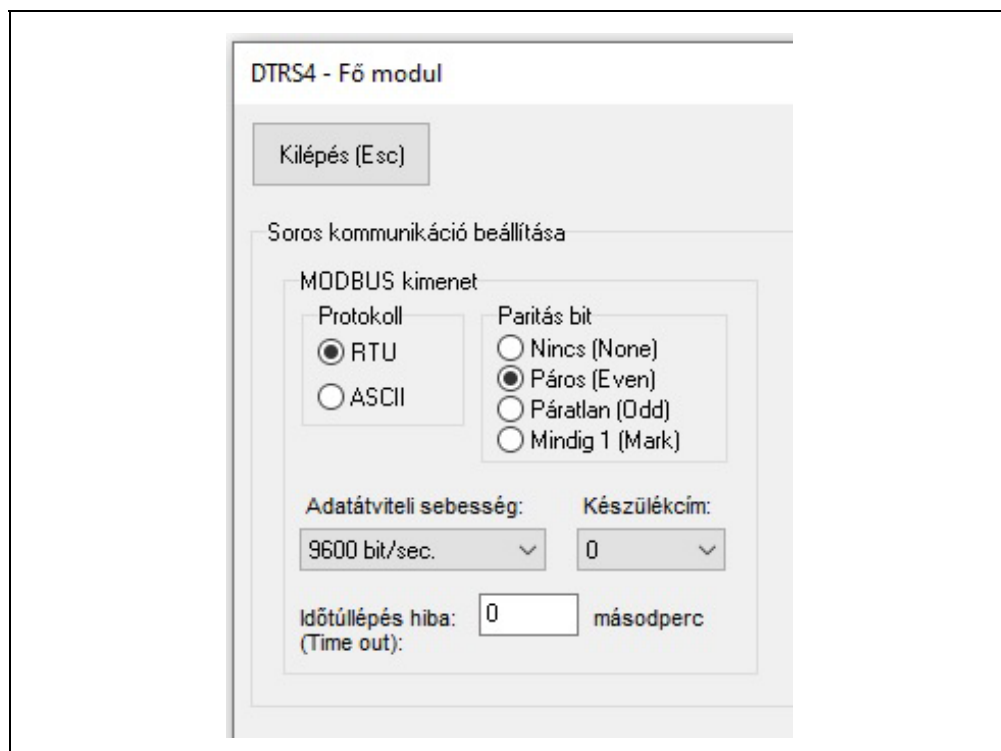 DTRS4 - Fő modul
Kilépés (Esc)
Soros kommunikáció beállítása
MODBUS kimenet
Protokoll
RTU
ASCII
Paritás bit
Nincs (None)
Páros (Even)
Páratlan (Odd)
Mindig 1 (Mark)
Adatátviteli sebesség:
9600 bit/sec.
Készülékcím:
0
Időtúllépés hiba:
(Time out):
0
másodperc